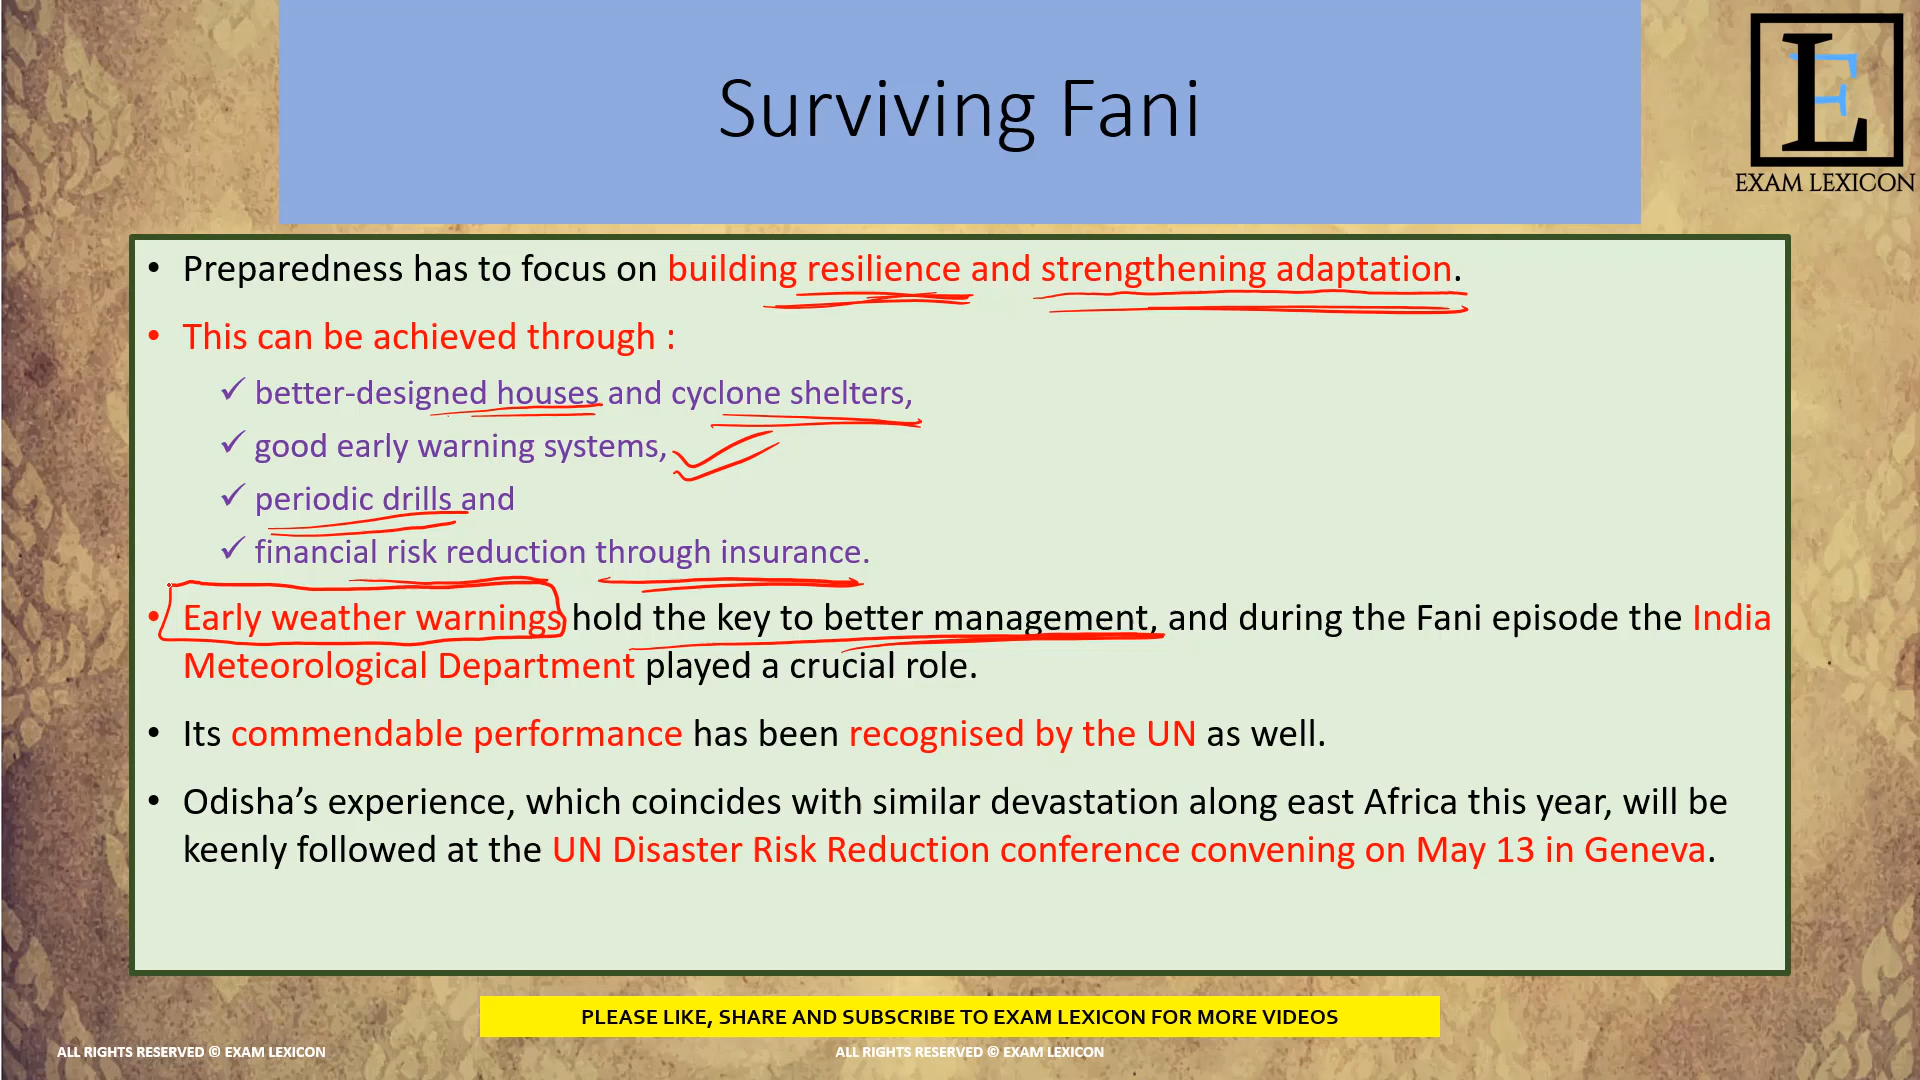 Surviving Fani
LE
EXAM LEXICON
• Preparedness has to focus on building resilience and strengthening adaptation.
• This can be achieved through :
✓ better-designed houses and cyclone shelters,
✓ good early warning systems,
✓ periodic drills and
✓ financial risk reduction through insurance.
• Early weather warnings hold the key to better management, and during the Fani episode the India
Meteorological Department played a crucial role.
• Its commendable performance has been recognised by the UN as well.
• Odisha’s experience, which coincides with similar devastation along east Africa this year, will be
keenly followed at the UN Disaster Risk Reduction conference convening on May 13 in Geneva.
PLEASE LIKE, SHARE AND SUBSCRIBE TO EXAM LEXICON FOR MORE VIDEOS
ALL RIGHTS RESERVED © EXAM LEXICON
ALL RIGHTS RESERVED © EXAM LEXICON